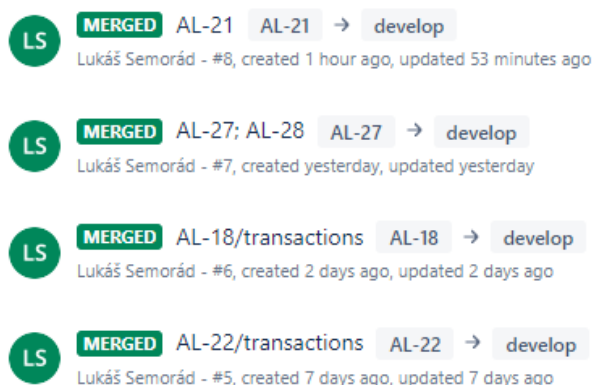 LS MERGED AL-21 AL-21 → develop
Lukáš Semorád - #8, created 1 hour ago, updated 53 minutes ago
LS MERGED AL-27; AL-28 AL-27 → develop
Lukáš Semorád - #7, created yesterday, updated yesterday
LS MERGED AL-18/transactions AL-18 → develop
Lukáš Semorád - #6, created 2 days ago, updated 2 days ago
LS MERGED AL-22/transactions AL-22 → develop
Lukáš Semorád - #5, created 7 days ago, updated 7 days ago